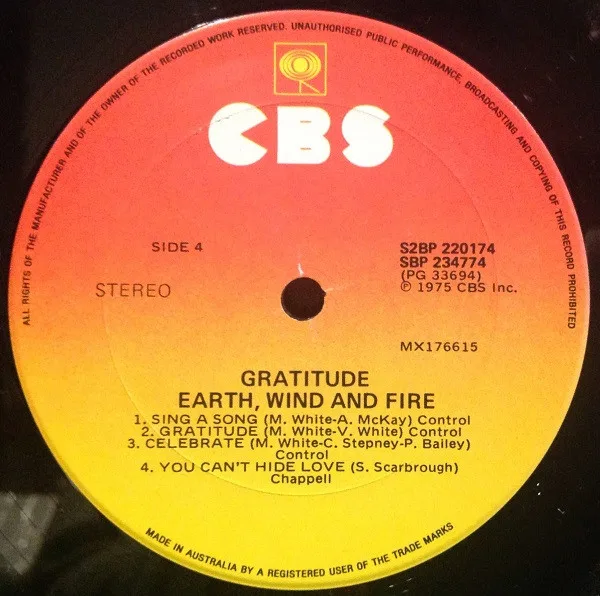 ALL RIGHTS OF THE MANUFACTURER AND OF THE OWNER OF THE RECORDED WORK RESERVED. UNAUTHORISED PUBLIC PERFORMANCE, BROADCASTING AND COPYING OF THIS RECORD PROHIBITED
CBS
SIDE 4
S2BP 220174
SBP 234774
(PG 33694)
STEREO
℗ 1975 CBS Inc.
MX176615
GRATITUDE
EARTH, WIND AND FIRE
1. SING A SONG (M. White-A. McKay) Control
2. GRATITUDE (M. White-V. White) Control
3. CELEBRATE (M. White-C. Stepney-P. Bailey)
Control
4. YOU CAN'T HIDE LOVE (S. Scarbrough)
Chappell
MADE IN AUSTRALIA BY A REGISTERED USER OF THE TRADE MARKS